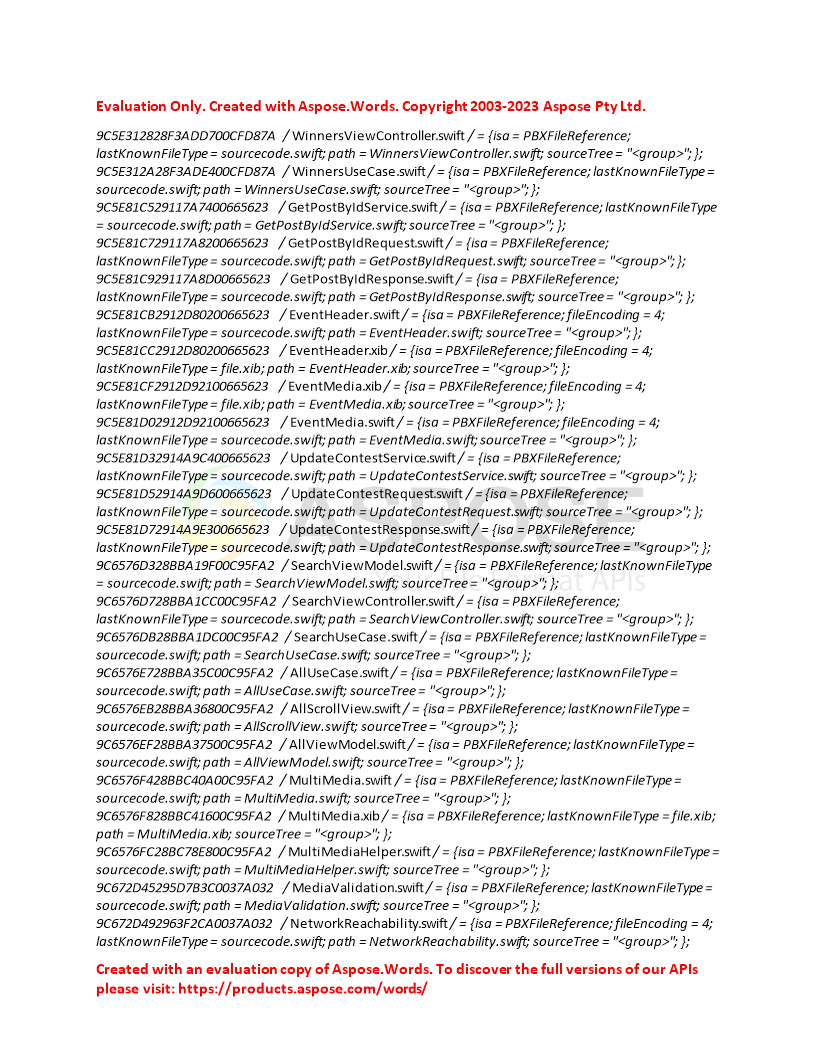 Evaluation Only. Created with Aspose.Words. Copyright 2003-2023 Aspose Pty Ltd.
9C5E312828F3ADD700CFD87A / WinnersViewController.swift / = {isa = PBXFileReference;
lastKnownFileType = sourcecode.swift; path = WinnersViewController.swift; sourceTree = "<group>"; };
9C5E312A28F3ADE400CFD87A / WinnersUseCase.swift / = {isa = PBXFileReference; lastKnownFileType =
sourcecode.swift; path = WinnersUseCase.swift; sourceTree = "<group>"; };
9C5E81C529117A7400665623 / GetPostByIdService.swift / = {isa = PBXFileReference; lastKnownFileType
= sourcecode.swift; path = GetPostByIdService.swift; sourceTree = "<group>"; };
9C5E81C729117A8200665623 / GetPostByIdRequest.swift / = {isa = PBXFileReference;
lastKnownFileType = sourcecode.swift; path = GetPostByIdRequest.swift; sourceTree = "<group>"; };
9C5E81C929117A8D00665623 / GetPostByIdResponse.swift / = {isa = PBXFileReference;
lastKnownFileType = sourcecode.swift; path = GetPostByIdResponse.swift; sourceTree = "<group>"; };
9C5E81CB2912D80200665623 / EventHeader.swift / = {isa = PBXFileReference; fileEncoding = 4;
lastKnownFileType = sourcecode.swift; path = EventHeader.swift; sourceTree = "<group>"; };
9C5E81CC2912D80200665623 / EventHeader.xib / = {isa = PBXFileReference; fileEncoding = 4;
lastKnownFileType = file.xib; path = EventHeader.xib; sourceTree = "<group>"; };
9C5E81CF2912D92100665623 / EventMedia.xib / = {isa = PBXFileReference; fileEncoding = 4;
lastKnownFileType = file.xib; path = EventMedia.xib; sourceTree = "<group>"; };
9C5E81D02912D92100665623 / EventMedia.swift / = {isa = PBXFileReference; fileEncoding = 4;
lastKnownFileType = sourcecode.swift; path = EventMedia.swift; sourceTree = "<group>"; };
9C5E81D32914A9C400665623 / UpdateContestService.swift / = {isa = PBXFileReference;
lastKnownFileType = sourcecode.swift; path = UpdateContestService.swift; sourceTree = "<group>"; };
9C5E81D52914A9D600665623 / UpdateContestRequest.swift / = {isa = PBXFileReference;
lastKnownFileType = sourcecode.swift; path = UpdateContestRequest.swift; sourceTree = "<group>"; };
9C5E81D72914A9E300665623 / UpdateContestResponse.swift / = {isa = PBXFileReference;
lastKnownFileType = sourcecode.swift; path = UpdateContestResponse.swift; sourceTree = "<group>"; };
9C6576D328BBA19F00C95FA2 / SearchViewModel.swift / = {isa = PBXFileReference; lastKnownFileType
= sourcecode.swift; path = SearchViewModel.swift; sourceTree = "<group>"; };
9C6576D728BBA1CC00C95FA2 / SearchViewController.swift / = {isa = PBXFileReference;
lastKnownFileType = sourcecode.swift; path = SearchViewController.swift; sourceTree = "<group>"; };
9C6576DB28BBA1DC00C95FA2 / SearchUseCase.swift / = {isa = PBXFileReference; lastKnownFileType =
sourcecode.swift; path = SearchUseCase.swift; sourceTree = "<group>"; };
9C6576E728BBA35C00C95FA2 / AllUseCase.swift / = {isa = PBXFileReference; lastKnownFileType =
sourcecode.swift; path = AllUseCase.swift; sourceTree = "<group>"; };
9C6576EB28BBA36800C95FA2 / AllScrollView.swift / = {isa = PBXFileReference; lastKnownFileType =
sourcecode.swift; path = AllScrollView.swift; sourceTree = "<group>"; };
9C6576EF28BBA37500C95FA2 / AllViewModel.swift / = {isa = PBXFileReference; lastKnownFileType =
sourcecode.swift; path = AllViewModel.swift; sourceTree = "<group>"; };
9C6576F428BBC40A00C95FA2 / MultiMedia.swift / = {isa = PBXFileReference; lastKnownFileType =
sourcecode.swift; path = MultiMedia.swift; sourceTree = "<group>"; };
9C6576F828BBC41600C95FA2 / MultiMedia.xib / = {isa = PBXFileReference; lastKnownFileType = file.xib;
path = MultiMedia.xib; sourceTree = "<group>"; };
9C6576FC28BC78E800C95FA2 / MultiMediaHelper.swift / = {isa = PBXFileReference; lastKnownFileType =
sourcecode.swift; path = MultiMediaHelper.swift; sourceTree = "<group>"; };
9C672D45295D7B3C0037A032 / MediaValidation.swift / = {isa = PBXFileReference; lastKnownFileType =
sourcecode.swift; path = MediaValidation.swift; sourceTree = "<group>"; };
9C672D492963F2CA0037A032 / NetworkReachability.swift / = {isa = PBXFileReference; fileEncoding = 4;
lastKnownFileType = sourcecode.swift; path = NetworkReachability.swift; sourceTree = "<group>"; };
ASPOSE
Your File Format APIs
Created with an evaluation copy of Aspose.Words. To discover the full versions of our APIs
please visit: https://products.aspose.com/words/